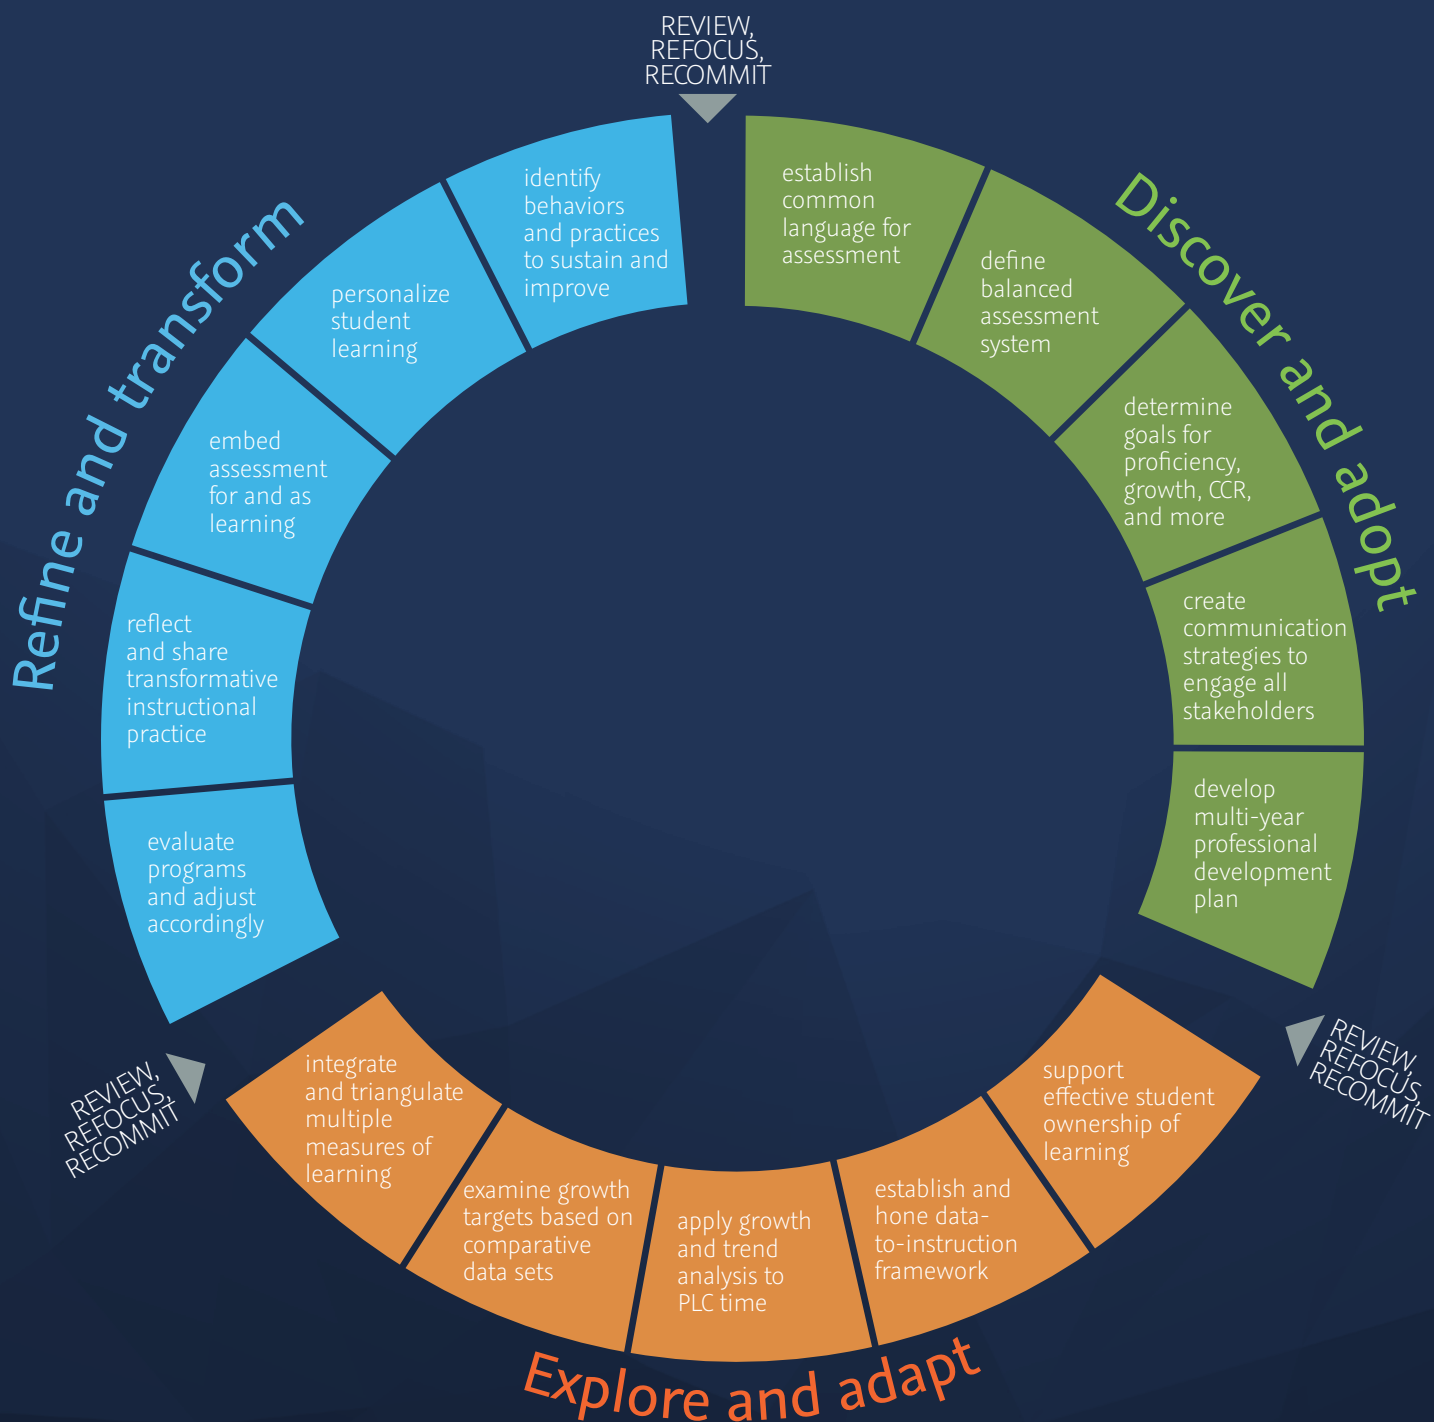 REVIEW,
REFOCUS,
RECOMMIT
Discover and adopt
establish
common
language for
assessment
define
balanced
assessment
system
determine
goals for
proficiency,
growth, CCR,
and more
create
communication
strategies to
engage all
stakeholders
develop
multi-year
professional
development
plan
REVIEW,
REFOCUS,
RECOMMIT
Explore and adapt
support
effective student
ownership of
learning
establish and
hone data-
to-instruction
framework
apply growth
and trend
analysis to
PLC time
examine growth
targets based on
comparative
data sets
integrate
and triangulate
multiple
measures of
learning
REVIEW,
REFOCUS,
RECOMMIT
Refine and transform
evaluate
programs
and adjust
accordingly
reflect
and share
transformative
instructional
practice
embed
assessment
for and as
learning
personalize
student
learning
identify
behaviors
and practices
to sustain and
improve